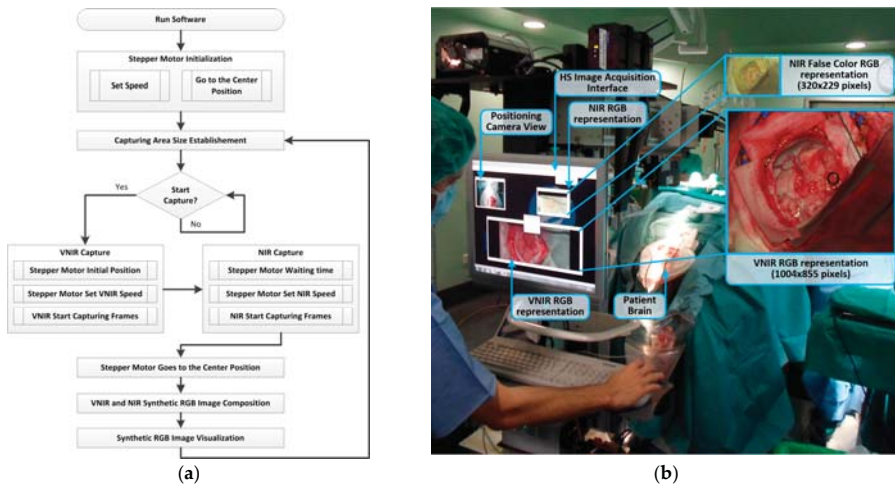 Run Software
Stepper Motor Initialization
Set Speed
Go to the Center
Position
Capturing Area Size Establishement
Start
Capture?
Yes
No
VNIR Capture
Stepper Motor Initial Position
Stepper Motor Set VNIR Speed
VNIR Start Capturing Frames
NIR Capture
Stepper Motor Waiting time
Stepper Motor Set NIR Speed
NIR Start Capturing Frames
Stepper Motor Goes to the Center Position
VNIR and NIR Synthetic RGB Image Composition
Synthetic RGB Image Visualization
(a)
HS Image Acquisition
Interface
Positioning
Camera View
NIR RGB
representation
NIR False Color RGB
representation
(320x229 pixels)
VNIR RGB representation
(1004x855 pixels)
VNIR RGB
representation
Patient
Brain
(b)